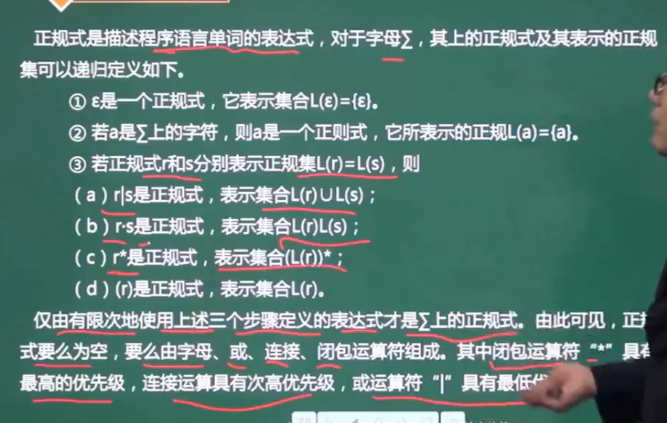 正规式是描述程序语言单词的表达式，对于字母∑，其上的正规式及其表示的正规
集可以递归定义如下。
① ε是一个正规式，它表示集合L(ε)={ε}。
② 若a是∑上的字符，则a是一个正则式，它所表示的正规L(a)={a}。
③ 若正规式r和s分别表示正规集L(r)=L(s)，则
（a）r|s是正规式，表示集合L(r)∪L(s)；
（b）r·s是正规式，表示集合L(r)L(s)；
（c）r*是正规式，表示集合(L(r))*；
（d）(r)是正规式，表示集合L(r)。
仅由有限次地使用上述三个步骤定义的表达式才是∑上的正规式。由此可见，正规
式要么为空，要么由字母、或、连接、闭包运算符组成。其中闭包运算符“*”具有
最高的优先级，连接运算具有次高优先级，或运算符“|”具有最低优